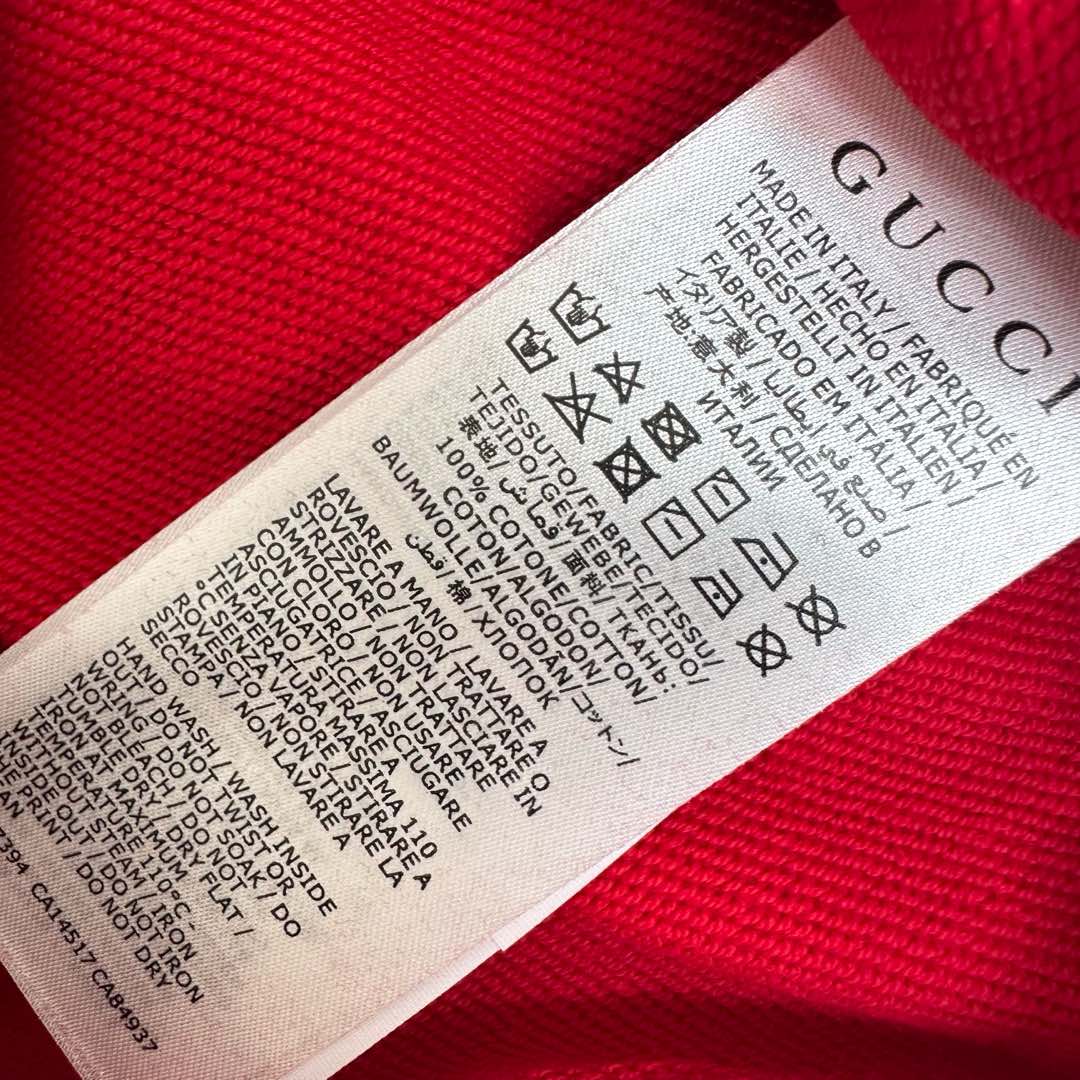 GUCCI
MADE IN ITALY / FABRIQUÉ EN
ITALIE / HECHO EN ITALIA /
HERGESTELLT IN ITALIEN /
FABRICADO EM ITÁLIA /
イタリア製 / صنع في إيطاليا /
产地:意大利 / СДЕЛАНО В
ИТАЛИИ
TESSUTO/FABRIC/TISSU/
TEJIDO/GEWEBE/TECIDO/
表地/ قماش / 面料/ ТКАНЬ:
100% COTONE/COTTON/
COTON/ALGODON/
BAUMWOLLE/ALGODÃN/コットン/
قطن / 棉 / ХЛОПОК
LAVARE A MANO / LAVARE A
ROVESCIO / NON TRATTARE O
STRIZZARE / NON LASCIARE IN
AMMOLLO / NON TRATTARE
CON CLORO / NON USARE
ASCIUGATRICE / ASCIUGARE
IN PIANO / STIRARE A
TEMPERATURA MASSIMA 110
°C SENZA VAPORE / STIRARE A
ROVESCIO / NON STIRARE LA
STAMPA / NON LAVARE A
SECCO
HAND WASH / WASH INSIDE
OUT / DO NOT TWIST OR
WRING / DO NOT SOAK / DO
NOT BLEACH / DO NOT
TUMBLE DRY / DRY FLAT /
IRON AT MAXIMUM
TEMPERATURE 110°C
WITHOUT STEAM / IRON
INSIDE OUT / DO NOT IRON
THE PRINT / DO NOT DRY
394 CA14517 CA84937